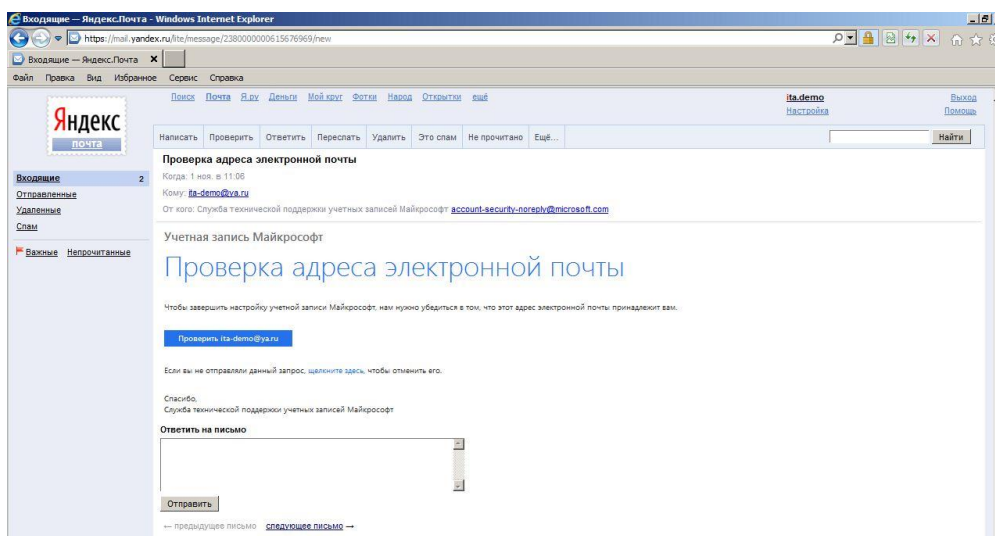 Входящие — Яндекс.Почта - Windows Internet Explorer
https://mail.yandex.ru/lite/message/2380000000615676969/new
Входящие — Яндекс.Почта
Файл Правка Вид Избранное Сервис Справка
Поиск Почта Я.ру Деньги Мой круг Фотки Народ Открытки ещё
ita.demo Выход
Настройка Помощь
Яндекс
почта
Написать Проверить Ответить Переслать Удалить Это спам Не прочитано Ещё... Найти
Входящие 2
Отправленные
Удаленные
Спам
Важные Непрочитанные
Проверка адреса электронной почты
Когда: 1 ноя. в 11:06
Кому: ita-demo@ya.ru
От кого: Служба технической поддержки учетных записей Майкрософт account-security-noreply@microsoft.com
Учетная запись Майкрософт
Проверка адреса электронной почты
Чтобы завершить настройку учетной записи Майкрософт, нам нужно убедиться в том, что этот адрес электронной почты принадлежит вам.
Проверить ita-demo@ya.ru
Если вы не отправляли данный запрос, щелкните здесь, чтобы отменить его.
Спасибо,
Служба технической поддержки учетных записей Майкрософт
Ответить на письмо
Отправить
← предыдущее письмо следующее письмо →